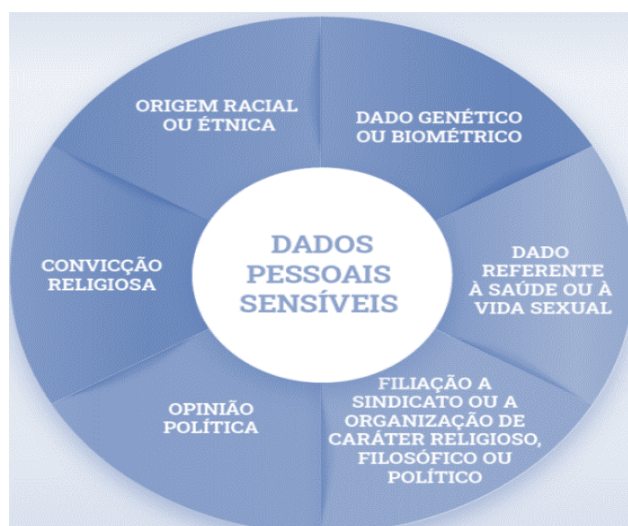 DADOS
PESSOAIS
SENSÍVEIS
ORIGEM RACIAL
OU ÉTNICA
DADO GENÉTICO
OU BIOMÉTRICO
DADO
REFERENTE
À SAÚDE OU À
VIDA SEXUAL
FILIAÇÃO A
SINDICATO OU A
ORGANIZAÇÃO DE
CARÁTER RELIGIOSO,
FILOSÓFICO OU
POLÍTICO
OPINIÃO
POLÍTICA
CONVICÇÃO
RELIGIOSA